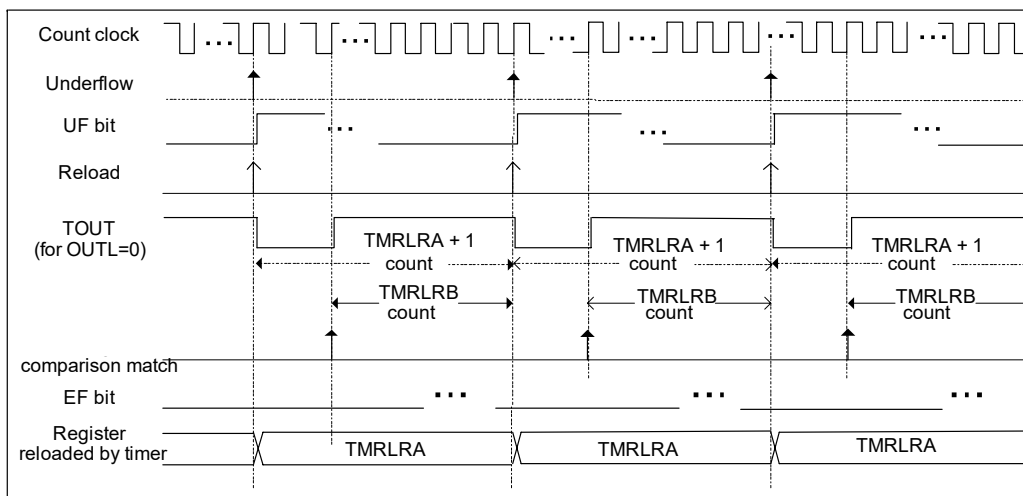 Count clock
Underflow
UF bit
Reload
TOUT
(for OUTL=0)
TMRLRA + 1
count
TMRLRA + 1
count
TMRLRA + 1
count
TMRLRB
count
TMRLRB
count
TMRLRB
count
comparison match
EF bit
Register
reloaded by timer
TMRLRA
TMRLRA
TMRLRA